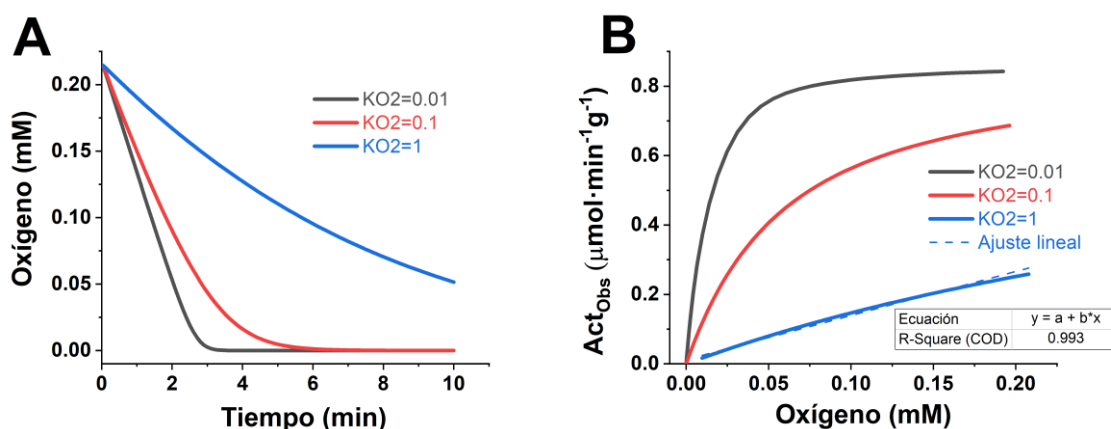 A
Oxígeno (mM)
0.20
0.15
0.10
0.05
0.00
KO2=0.01
KO2=0.1
KO2=1
0
2
4
6
8
10
Tiempo (min)
B
Act_Obs (μmol·min⁻¹g⁻¹)
0.8
0.6
0.4
0.2
0.0
KO2=0.01
KO2=0.1
KO2=1
Ajuste lineal
Ecuación y = a + b*x
R-Square (COD) 0.993
0.00
0.05
0.10
0.15
0.20
Oxígeno (mM)